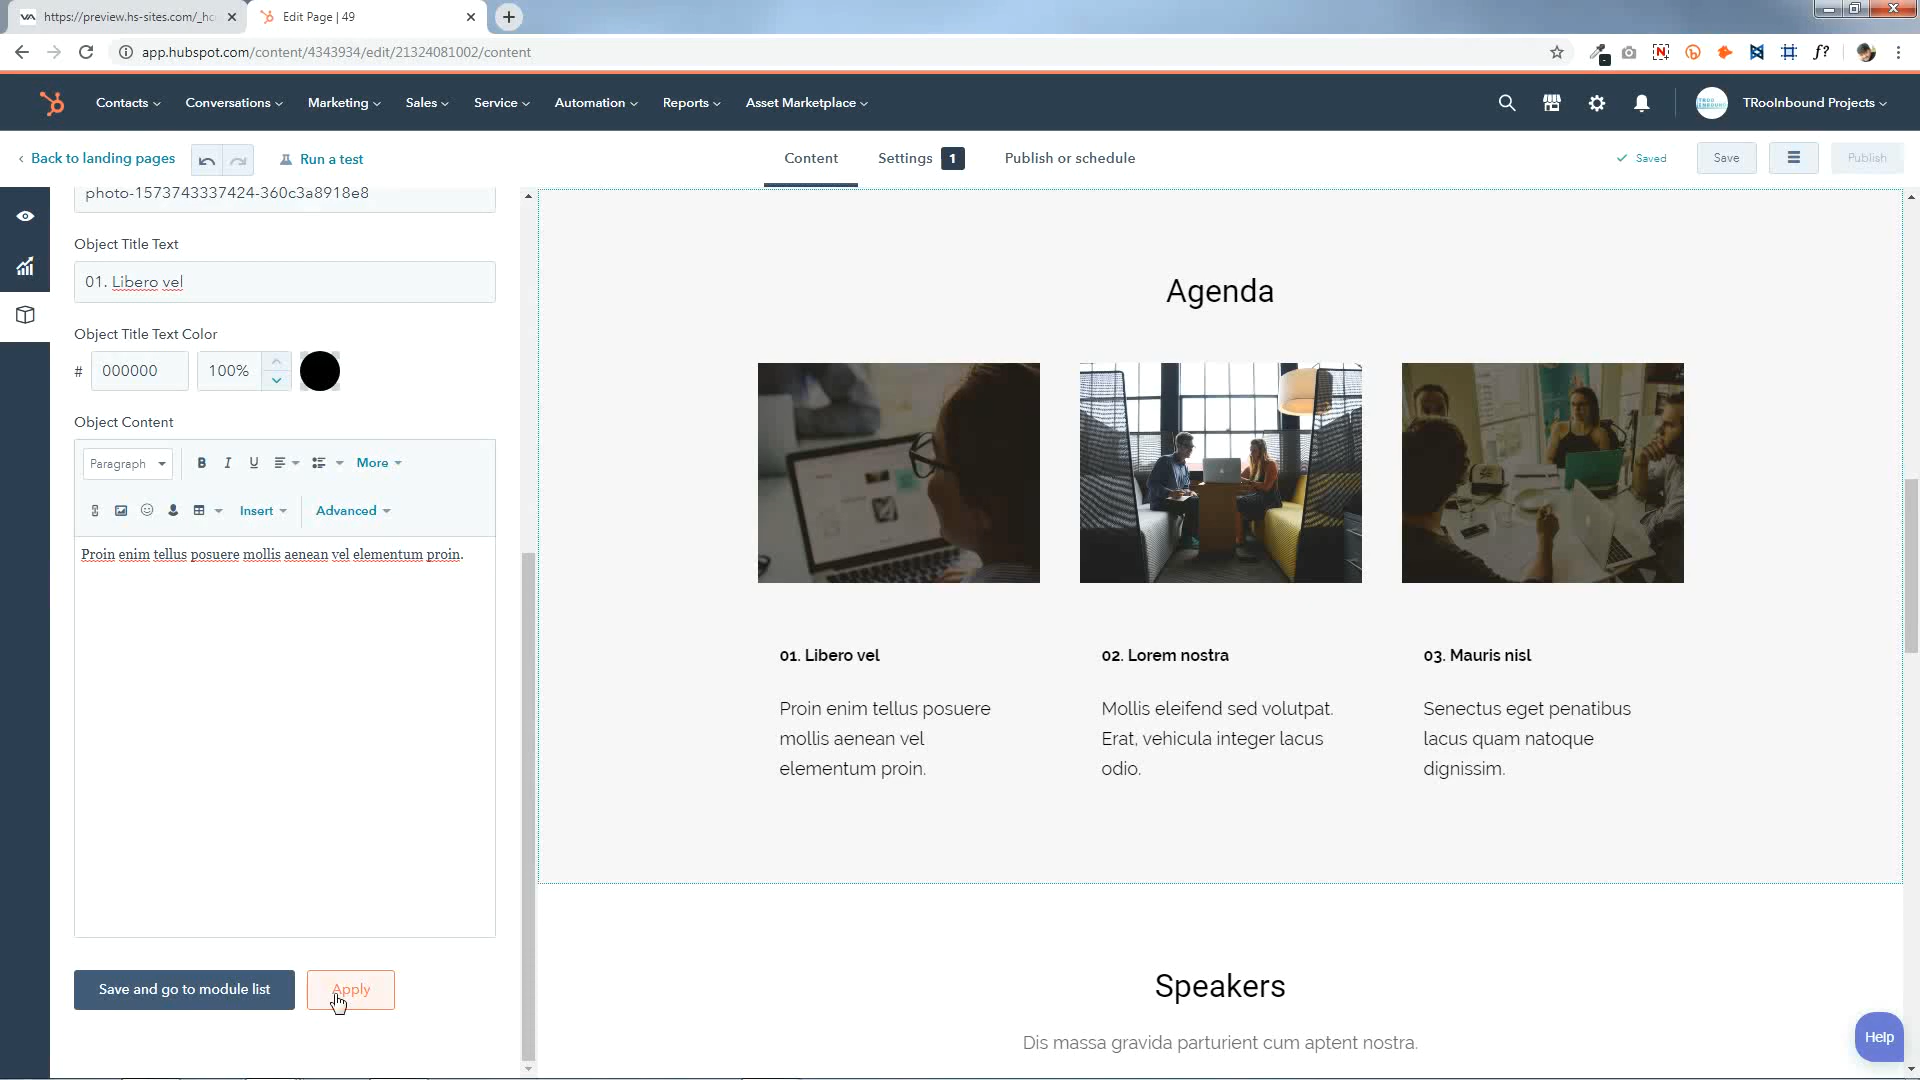 https://preview.hs-sites.com/_ho
Edit Page | 49
app.hubspot.com/content/4343934/edit/21324081002/content
f?
Contacts
Conversations
Marketing
Sales
Service
Automation
Reports
Asset Marketplace
TRooInbound Projects
Back to landing pages
Run a test
Content
Settings 1
Publish or schedule
Saved
Save
Publish
photo-1573743337424-360c3a8918e8
Object Title Text
01. Libero vel
Object Title Text Color
# 000000 100%
Object Content
Paragraph
B I U
More
Insert
Advanced
Proin enim tellus posuere mollis aenean vel elementum proin.
Save and go to module list
Apply
Agenda
01. Libero vel
Proin enim tellus posuere
mollis aenean vel
elementum proin.
02. Lorem nostra
Mollis eleifend sed volutpat.
Erat, vehicula integer lacus
odio.
03. Mauris nisl
Senectus eget penatibus
lacus quam natoque
dignissim.
Speakers
Dis massa gravida parturient cum aptent nostra.
Help